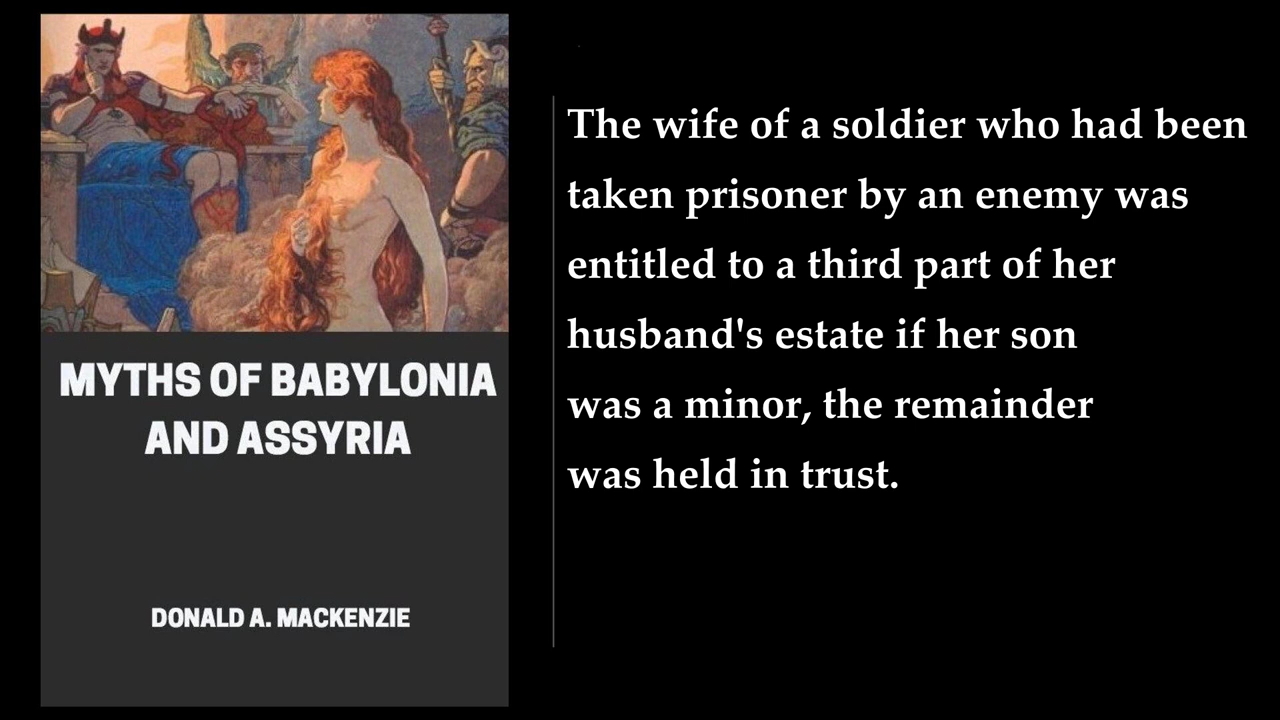 MYTHS OF BABYLONIA
AND ASSYRIA
DONALD A. MACKENZIE
The wife of a soldier who had been
taken prisoner by an enemy was
entitled to a third part of her
husband's estate if her son
was a minor, the remainder
was held in trust.